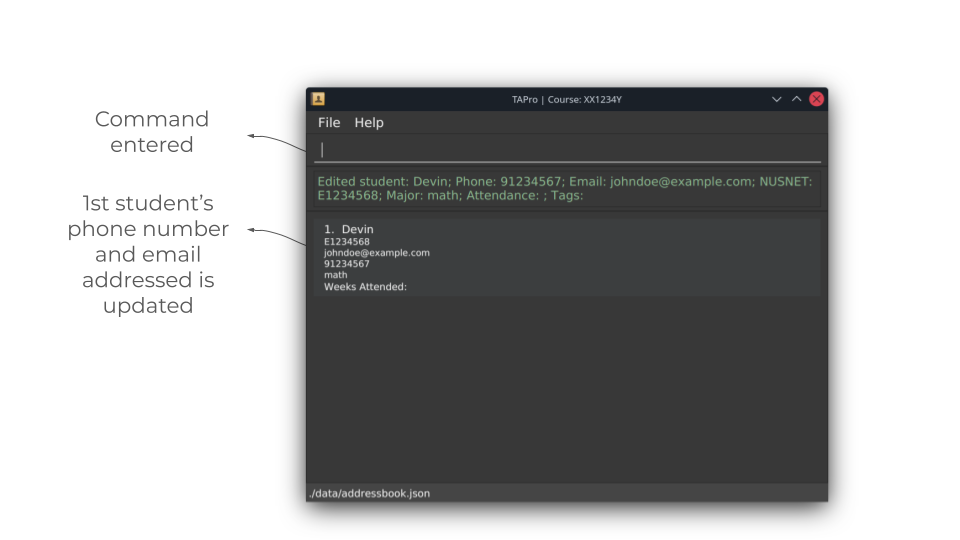 Command
entered
1st student's
phone number
and email
addressed is
updated
TAPro | Course: XX1234Y
File Help
Edited student: Devin; Phone: 91234567; Email: johndoe@example.com; NUSNET:
E1234568; Major: math; Attendance: ; Tags:
1. Devin
E1234568
johndoe@example.com
91234567
math
Weeks Attended:
./data/addressbook.json